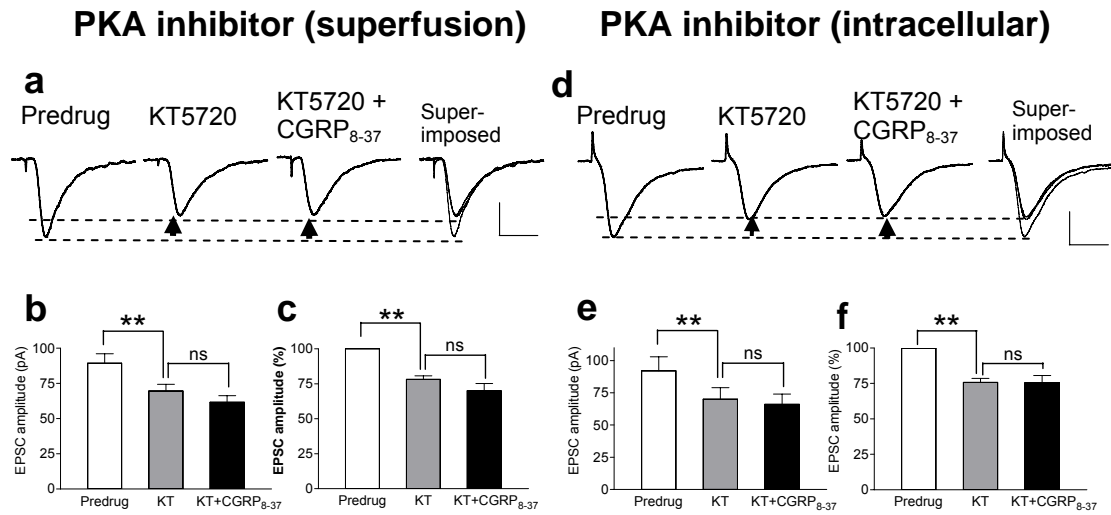 PKA inhibitor (superfusion)
PKA inhibitor (intracellular)
a
Predrug
KT5720
KT5720 +
CGRP8-37
Super-
imposed
d
Predrug
KT5720
KT5720 +
CGRP8-37
Super-
imposed
b
EPSC amplitude (pA)
100
75
50
25
0
**
ns
Predrug
KT
KT+CGRP8-37
c
EPSC amplitude (%)
100
75
50
25
0
**
ns
Predrug
KT
KT+CGRP8-37
e
EPSC amplitude (pA)
100
75
50
25
0
**
ns
Predrug
KT
KT+CGRP8-37
f
EPSC amplitude (%)
100
75
50
25
0
**
ns
Predrug
KT
KT+CGRP8-37